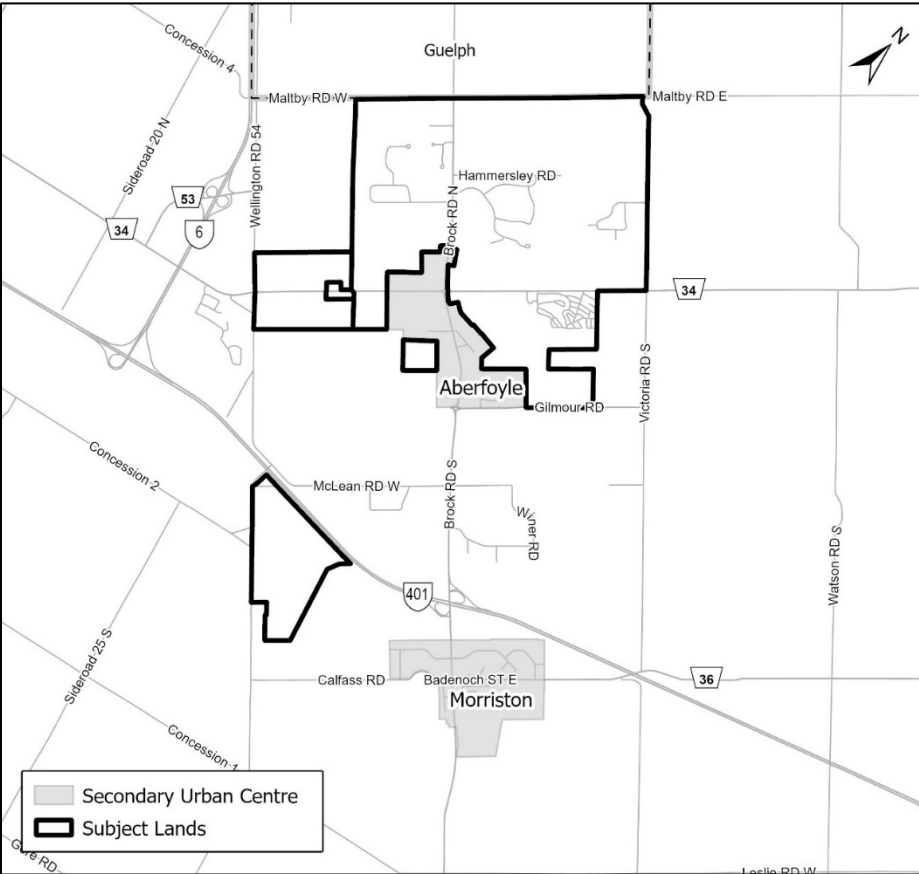 Concession 4
Guelph
N
Maltby RD W
Maltby RD E
Sideroad 20 N
Wellington RD 54
Hammersley RD
53
34
6
Brock RD N
34
Aberfoyle
Gilmour RD
Victoria RD S
Concession 2
McLean RD W
Brock RD S
Winer RD
Watson RD S
401
Sideroad 25 S
Calfass RD
Badenoch ST E
36
Morriston
Concession 1
Secondary Urban Centre
Subject Lands
Gore RD
Leslie RD W